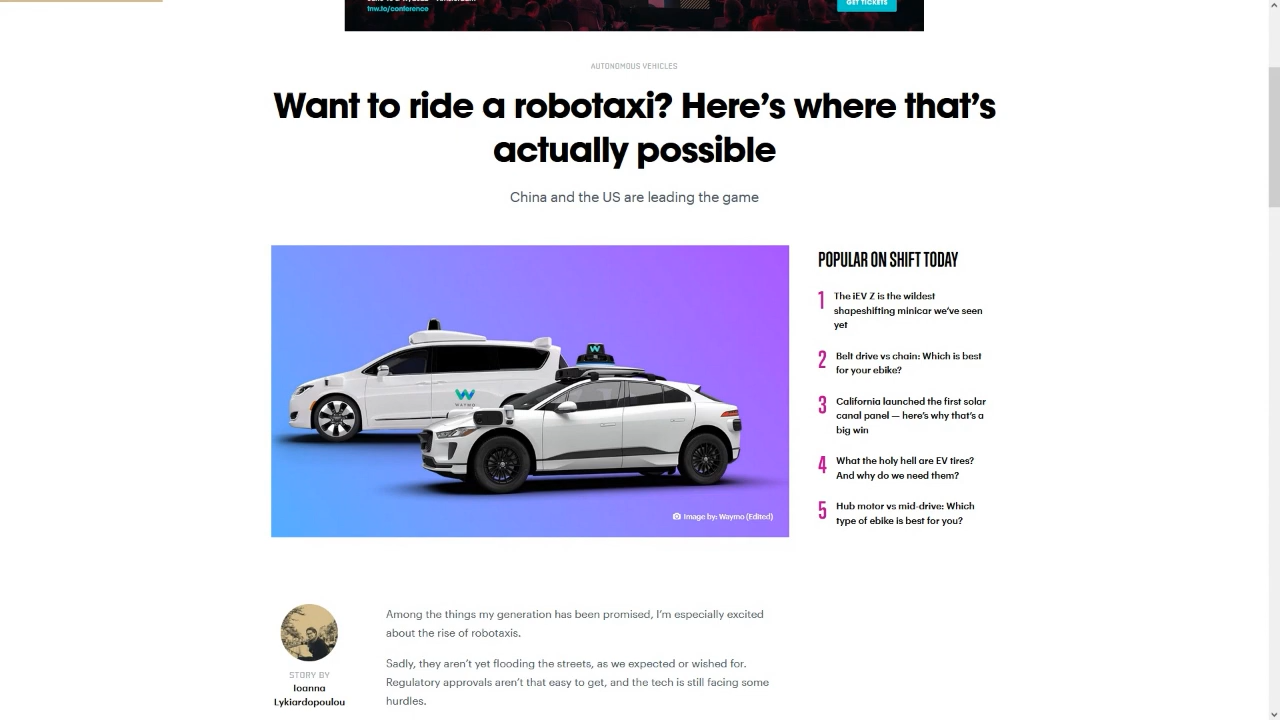 tnw.to/conference
GET TICKETS
AUTONOMOUS VEHICLES
Want to ride a robotaxi? Here’s where that’s
actually possible
China and the US are leading the game
WAYMO
Image by: Waymo (Edited)
POPULAR ON SHIFT TODAY
1 The iEV Z is the wildest
shapeshifting minicar we’ve seen
yet
2 Belt drive vs chain: Which is best
for your ebike?
3 California launched the first solar
canal panel — here’s why that’s a
big win
4 What the holy hell are EV tires?
And why do we need them?
5 Hub motor vs mid-drive: Which
type of ebike is best for you?
STORY BY
Ioanna
Lykiardopoulou
Among the things my generation has been promised, I’m especially excited
about the rise of robotaxis.
Sadly, they aren’t yet flooding the streets, as we expected or wished for.
Regulatory approvals aren’t that easy to get, and the tech is still facing some
hurdles.